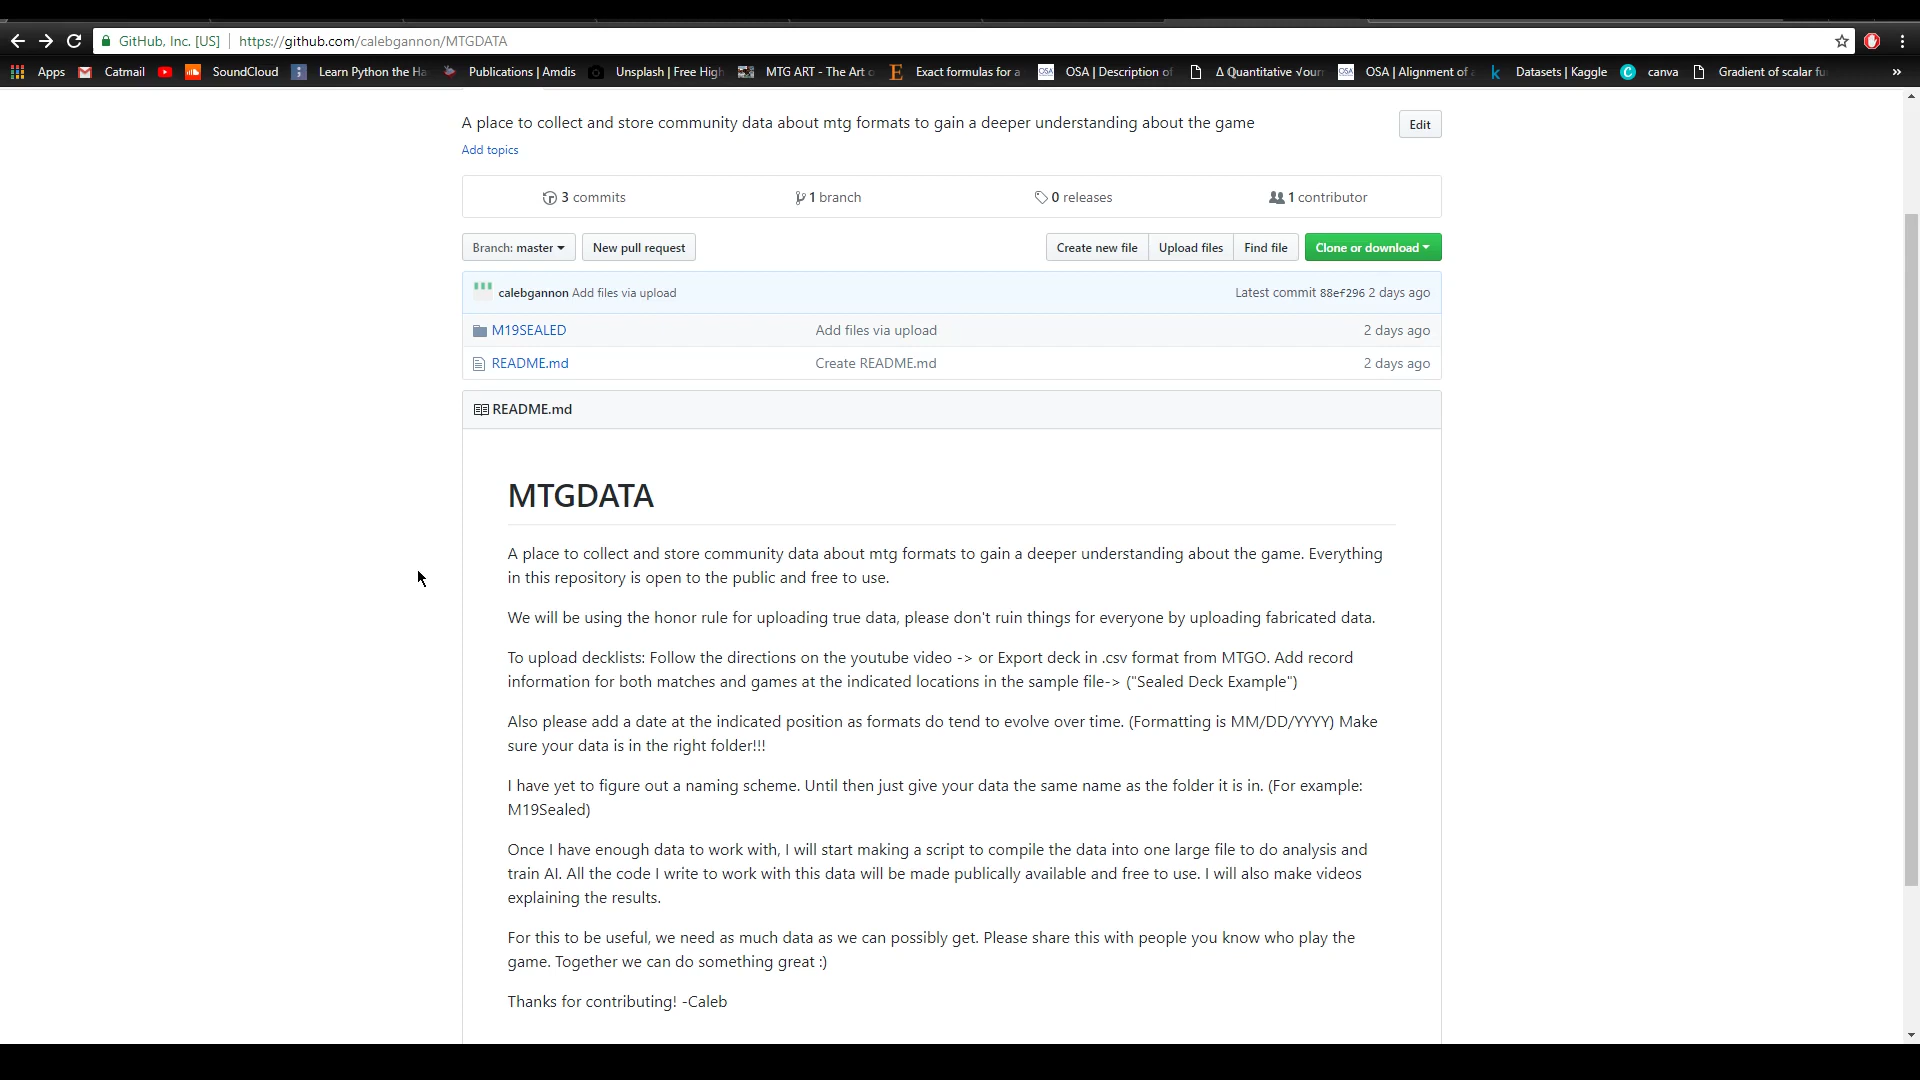 GitHub, Inc. [US] https://github.com/calebgannon/MTGDATA
Apps Catmail SoundCloud Learn Python the Ha Publications | Amdis Unsplash | Free High MTG ART - The Art o Exact formulas for a OSA | Description of Δ Quantitative √our OSA | Alignment of a Datasets | Kaggle canva Gradient of scalar fu »
A place to collect and store community data about mtg formats to gain a deeper understanding about the game
Edit
Add topics
3 commits 1 branch 0 releases 1 contributor
Branch: master New pull request Create new file Upload files Find file Clone or download
calebgannon Add files via upload Latest commit 88ef296 2 days ago
M19SEALED Add files via upload 2 days ago
README.md Create README.md 2 days ago
README.md
MTGDATA
A place to collect and store community data about mtg formats to gain a deeper understanding about the game. Everything
in this repository is open to the public and free to use.
We will be using the honor rule for uploading true data, please don't ruin things for everyone by uploading fabricated data.
To upload decklists: Follow the directions on the youtube video -> or Export deck in .csv format from MTGO. Add record
information for both matches and games at the indicated locations in the sample file-> ("Sealed Deck Example")
Also please add a date at the indicated position as formats do tend to evolve over time. (Formatting is MM/DD/YYYY) Make
sure your data is in the right folder!!!
I have yet to figure out a naming scheme. Until then just give your data the same name as the folder it is in. (For example:
M19Sealed)
Once I have enough data to work with, I will start making a script to compile the data into one large file to do analysis and
train AI. All the code I write to work with this data will be made publically available and free to use. I will also make videos
explaining the results.
For this to be useful, we need as much data as we can possibly get. Please share this with people you know who play the
game. Together we can do something great :)
Thanks for contributing! -Caleb